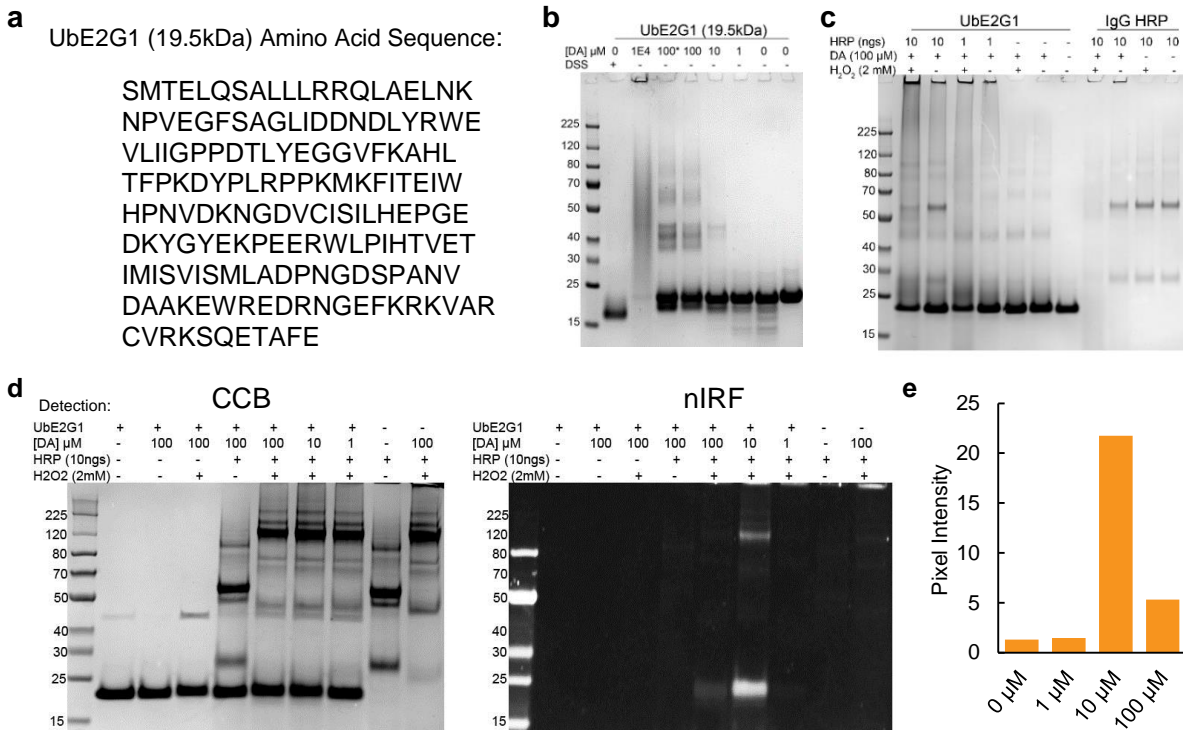 a
UbE2G1 (19.5kDa) Amino Acid Sequence:
SMTELQSALLLRRQLAELNK
NPVEGFSAGLIDDNDLYRWE
VLIIGPPDTLYEGGVFKAHL
TFPKDYPLRPPKMKFITEIW
HPNVDKNGDVCISILHEPGE
DKYGYEKPEERWLPIHTVET
IMISVISMLADPNGDSPANV
DAAKEWREDRNGEFKRKVAR
CVRKSQETAFE
b
UbE2G1 (19.5kDa)
[DA] µM 0 1E4 100* 100 10 1 0 0
DSS + - - - - - - -
225
120
80
70
50
40
30
25
15
c
UbE2G1 IgG HRP
HRP (ngs) 10 10 1 1 - - - 10 10 10 10
DA (100 µM) + + + + + + - + + - -
H2O2 (2 mM) + - + - + - - + - + -
225
120
80
70
50
40
30
25
15
d
Detection: CCB
UbE2G1 + + + + + + + - -
[DA] µM - 100 100 100 100 10 1 - 100
HRP (10ngs) - - - + + + + + +
H2O2 (2mM) - - + - + + + - +
225
120
80
70
50
40
30
25
15
nIRF
UbE2G1 + + + + + + + - -
[DA] µM - 100 100 100 100 10 1 - 100
HRP (10ngs) - - - + + + + + +
H2O2 (2mM) - - + - + + + - +
225
120
80
70
50
40
30
25
15
e
Pixel Intensity
25
20
15
10
5
0
0 µM
1 µM
10 µM
100 µM